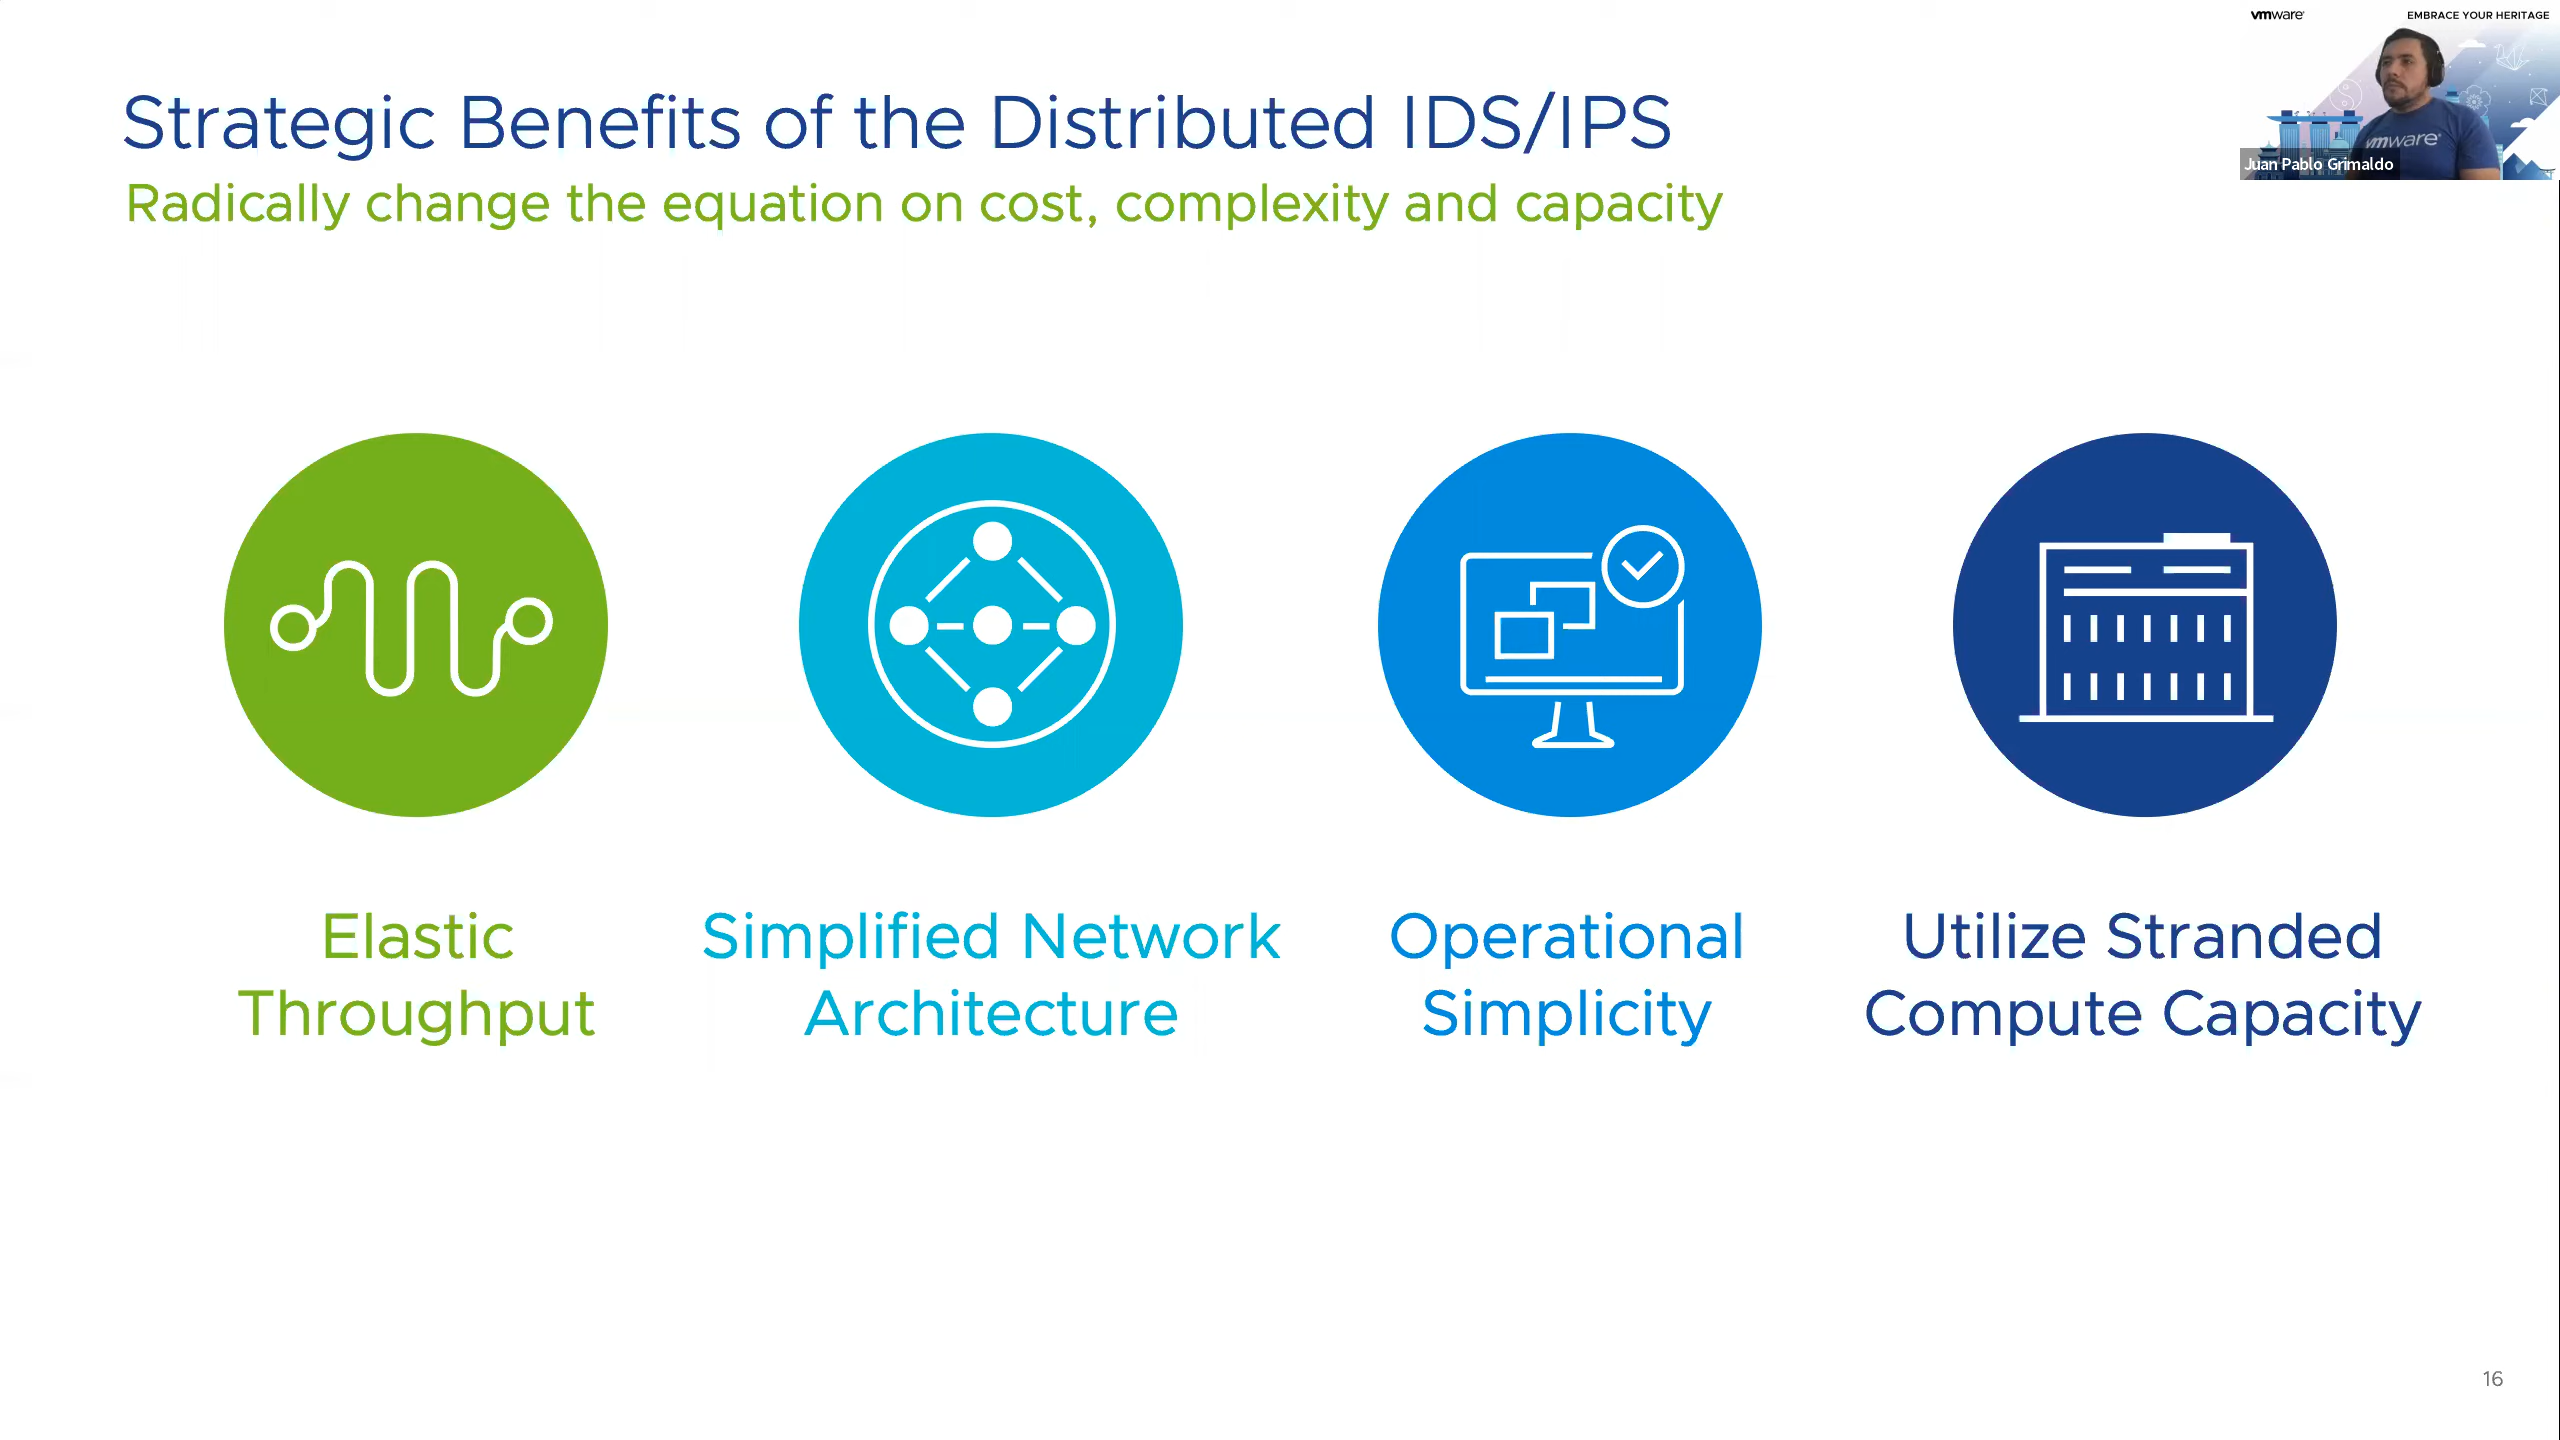 vmware
EMBRACE YOUR HERITAGE
vmware
Juan Pablo Grimaldo
Strategic Benefits of the Distributed IDS/IPS
Radically change the equation on cost, complexity and capacity
Elastic
Throughput
Simplified Network
Architecture
Operational
Simplicity
Utilize Stranded
Compute Capacity
16